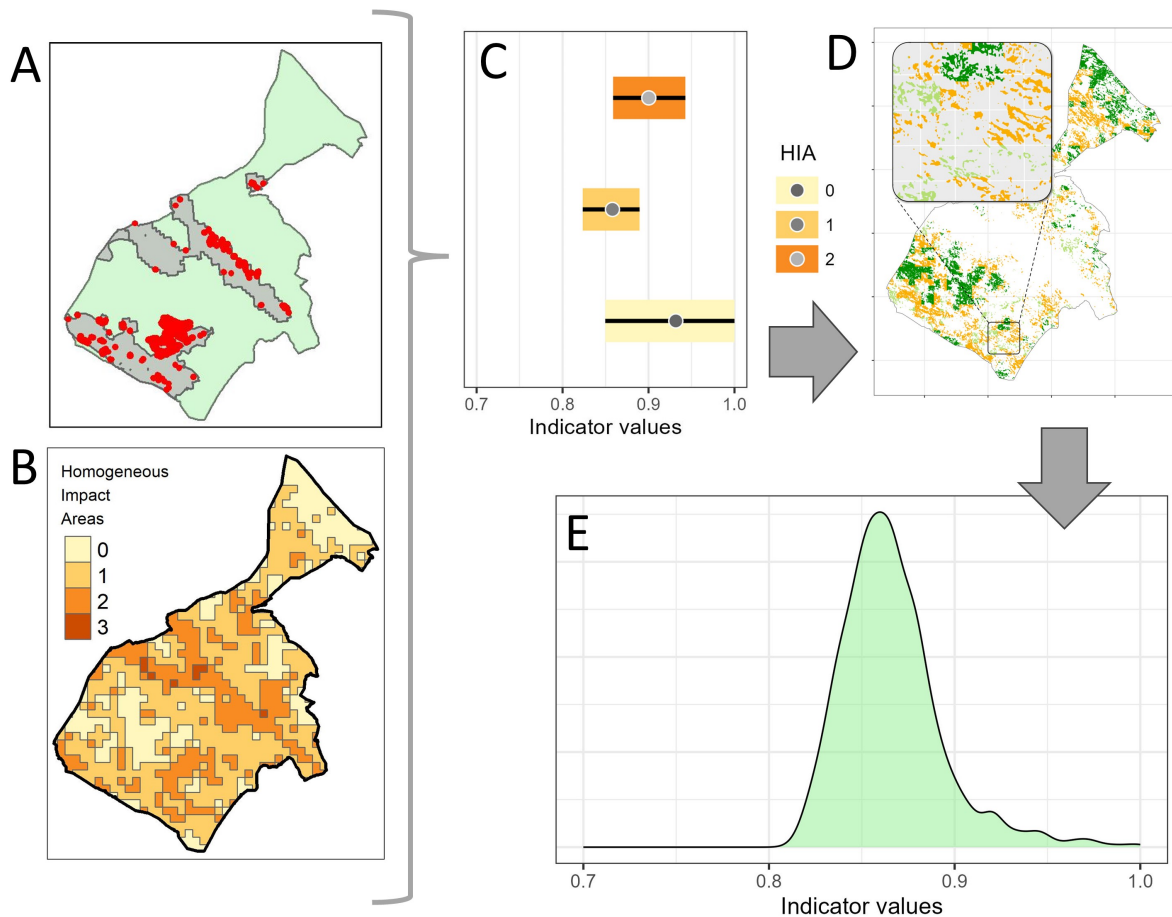 A
B
Homogeneous
Impact
Areas
0
1
2
3
C
0.7
0.8
0.9
1.0
Indicator values
HIA
0
1
2
D
E
0.7
0.8
0.9
1.0
Indicator values